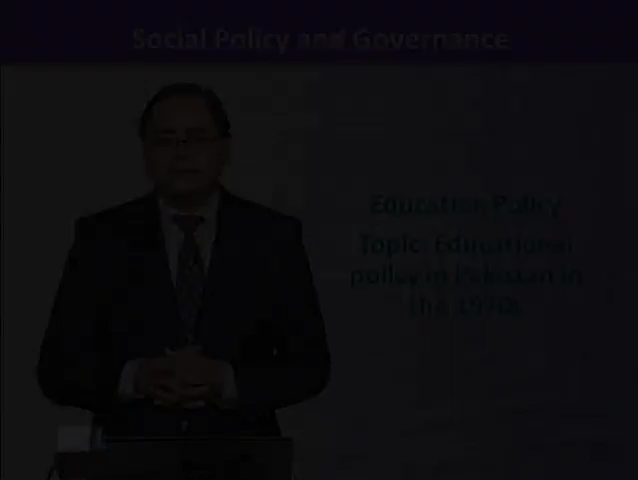 Social Policy and Governance
Education Policy
Topic: Educational
policy in Pakistan in
the 1970s